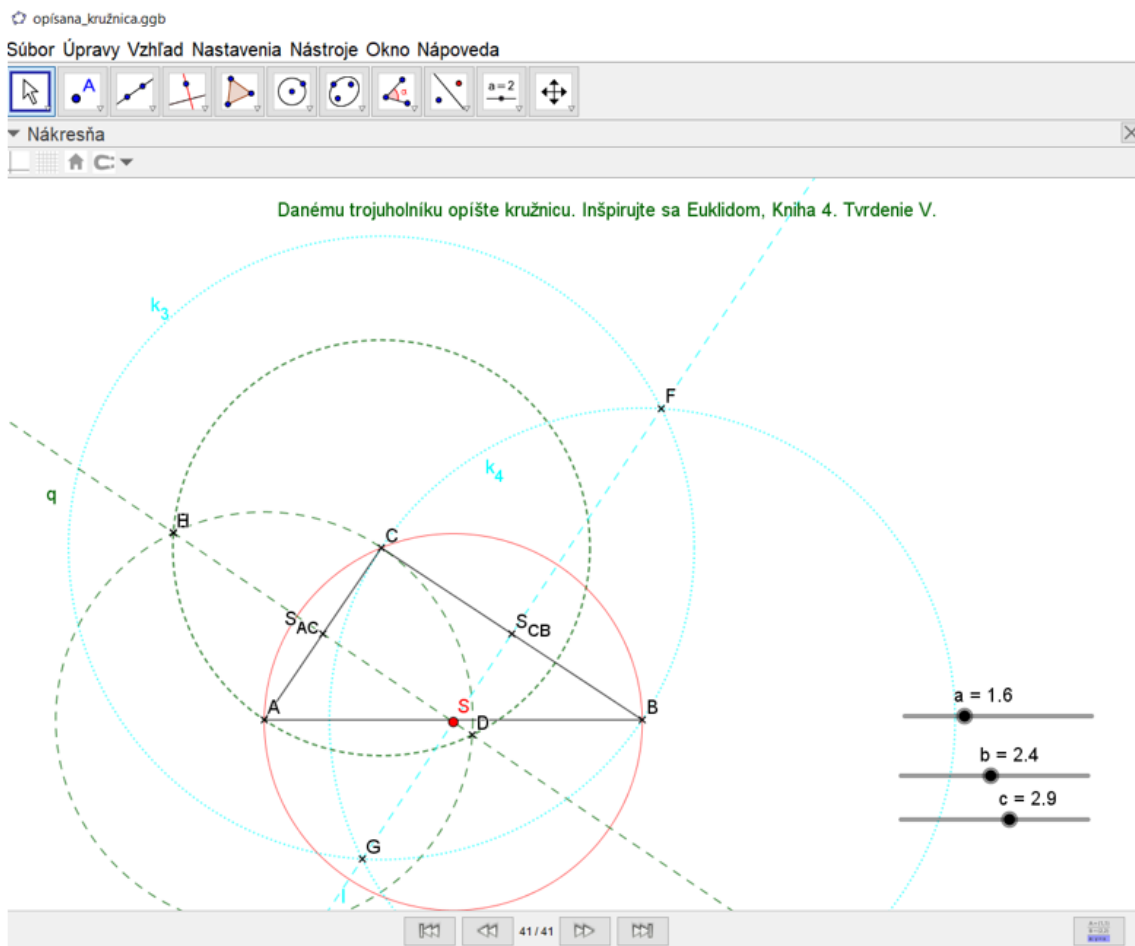 opísana_kružnica.ggb
Súbor Úpravy Vzhľad Nastavenia Nástroje Okno Nápoveda
A
α
a=2
Nákresňa
Danému trojuholníku opíšte kružnicu. Inšpirujte sa Euklidom, Kniha 4. Tvrdenie V.
k3
F
k4
q
C
SAC
SCB
a = 1.6
A
S
B
D
b = 2.4
c = 2.9
G
41 / 41